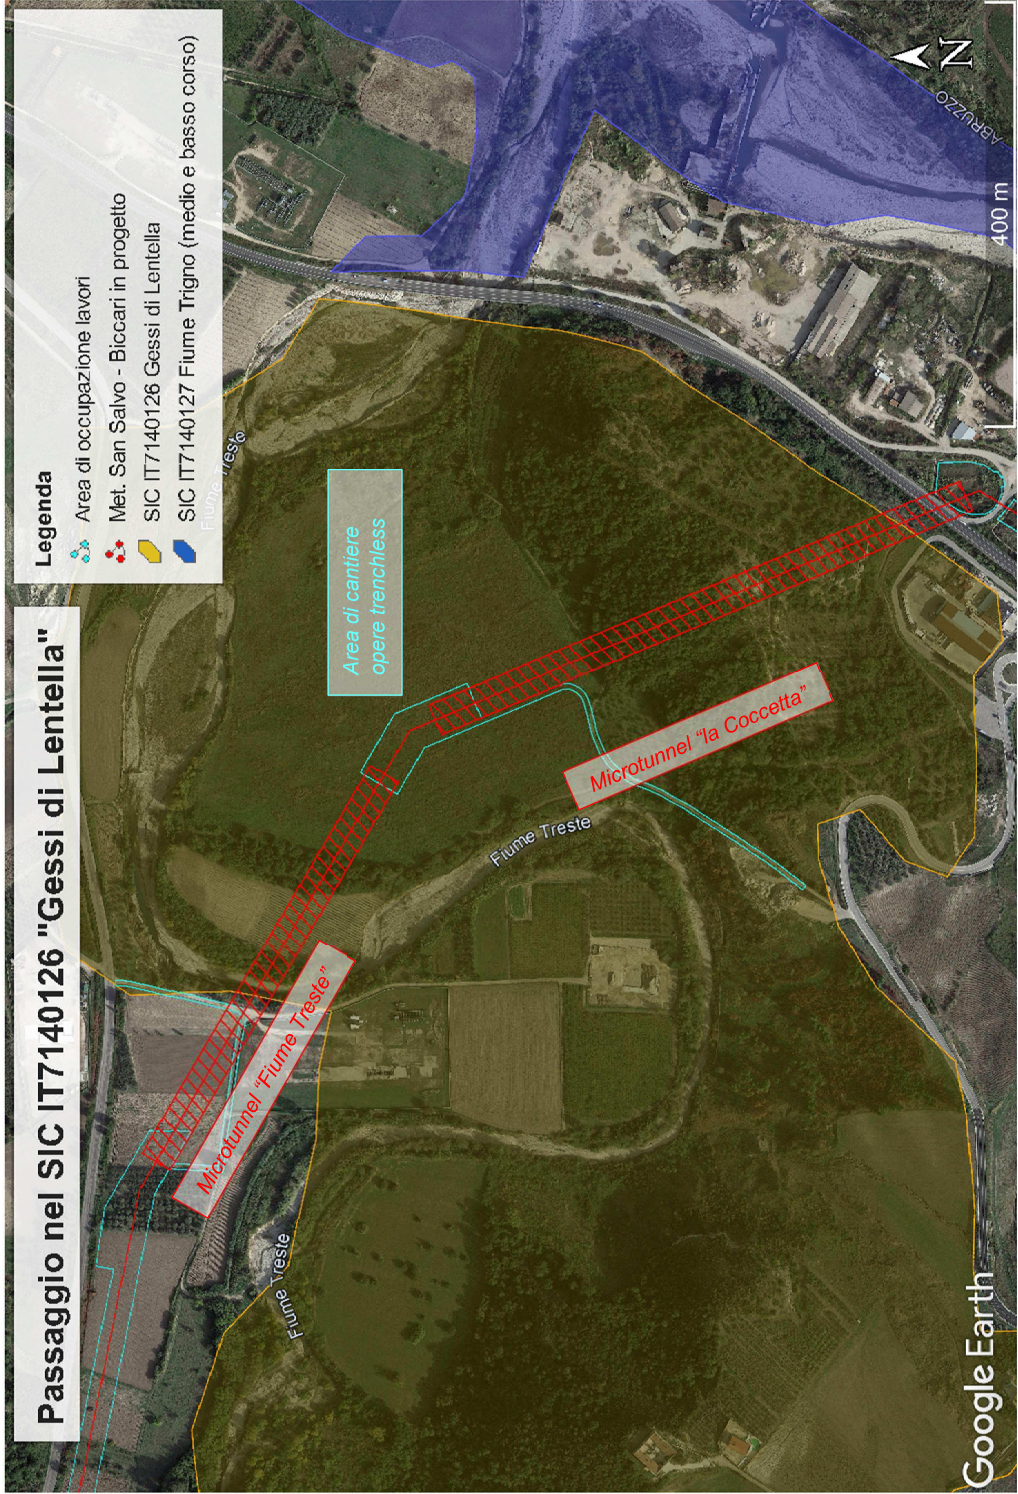 Passaggio nel SIC IT7140126 "Gessi di Lentella"
Legenda
Area di occupazione lavori
Met. San Salvo - Biccari in progetto
SIC IT7140126 Gessi di Lentella
SIC IT7140127 Fiume Trigno (medio e basso corso)
Fiume Treste
Area di cantiere
opere trenchless
Microtunnel “Fiume Treste”
Fiume Treste
Microtunnel “la Coccetta”
Fiume Treste
ABRUZZO
N
Google Earth
400 m